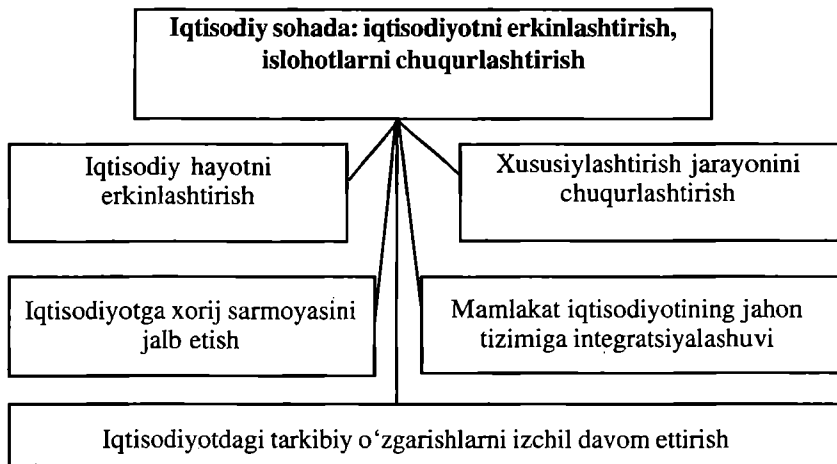 Iqtisodiy sohada: iqtisodiyotni erkinlashtirish,
islohotlarni chuqurlashtirish
Iqtisodiy hayotni
erkinlashtirish
Xususiylashtirish jarayonini
chuqurlashtirish
Iqtisodiyotga xorij sarmoyasini
jalb etish
Mamlakat iqtisodiyotining jahon
tizimiga integratsiyalashuvi
Iqtisodiyotdagi tarkibiy o‘zgarishlarni izchil davom ettirish